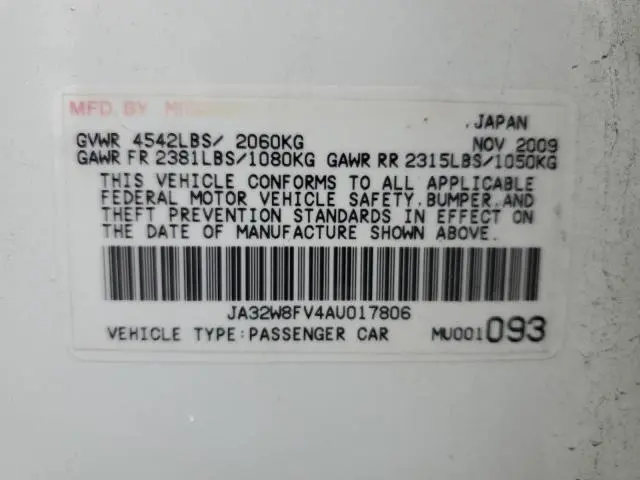 MFD. BY
, JAPAN
GVWR 4542LBS/ 2060KG NOV 2009
GAWR FR 2381LBS/1080KG GAWR RR 2315LBS/1050KG
THIS VEHICLE CONFORMS TO ALL APPLICABLE
FEDERAL MOTOR VEHICLE SAFETY, BUMPER, AND
THEFT PREVENTION STANDARDS IN EFFECT ON
THE DATE OF MANUFACTURE SHOWN ABOVE.
JA32W8FV4AU017806
VEHICLE TYPE:PASSENGER CAR MU001093